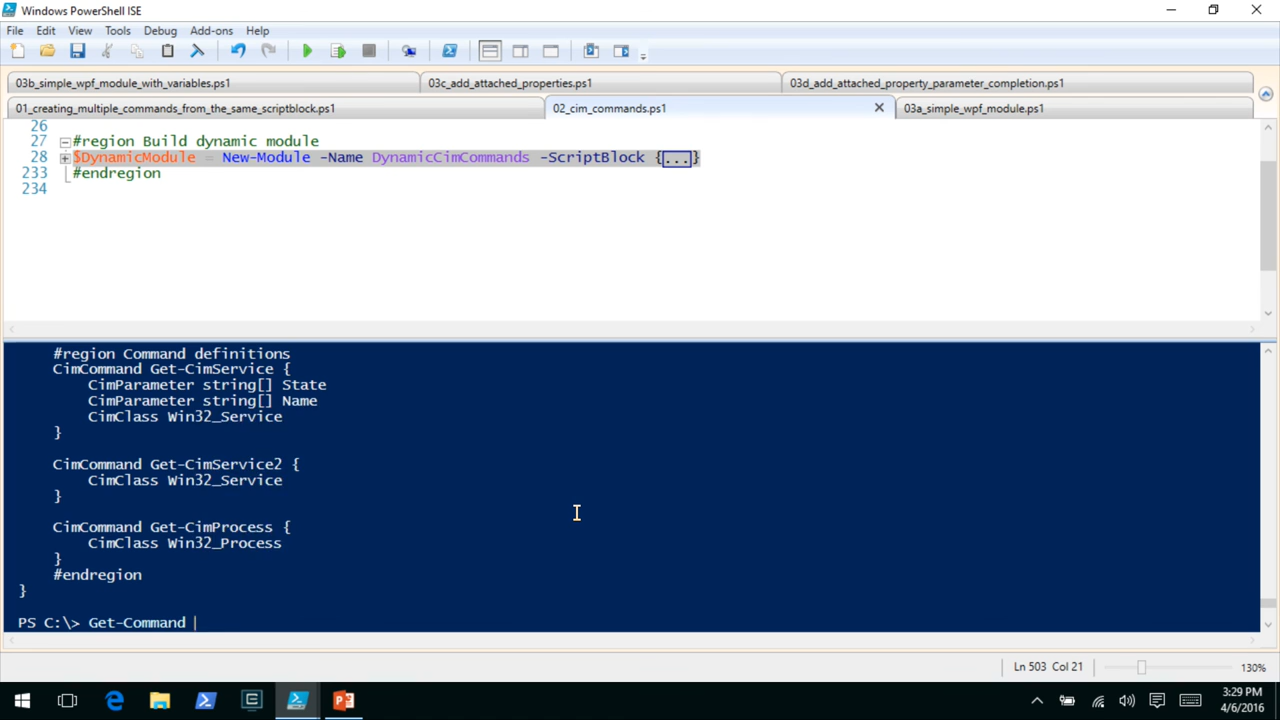 Windows PowerShell ISE
File Edit View Tools Debug Add-ons Help
03b_simple_wpf_module_with_variables.ps1 03c_add_attached_properties.ps1 03d_add_attached_property_parameter_completion.ps1
01_creating_multiple_commands_from_the_same_scriptblock.ps1 02_cim_commands.ps1 03a_simple_wpf_module.ps1
26
27 #region Build dynamic module
28 $DynamicModule = New-Module -Name DynamicCimCommands -ScriptBlock {...}
233 #endregion
234
#region Command definitions
CimCommand Get-CimService {
CimParameter string[] State
CimParameter string[] Name
CimClass Win32_Service
}
CimCommand Get-CimService2 {
CimClass Win32_Service
}
CimCommand Get-CimProcess {
CimClass Win32_Process
}
#endregion
}
PS C:\> Get-Command
Ln 503 Col 21 130%
3:29 PM
4/6/2016